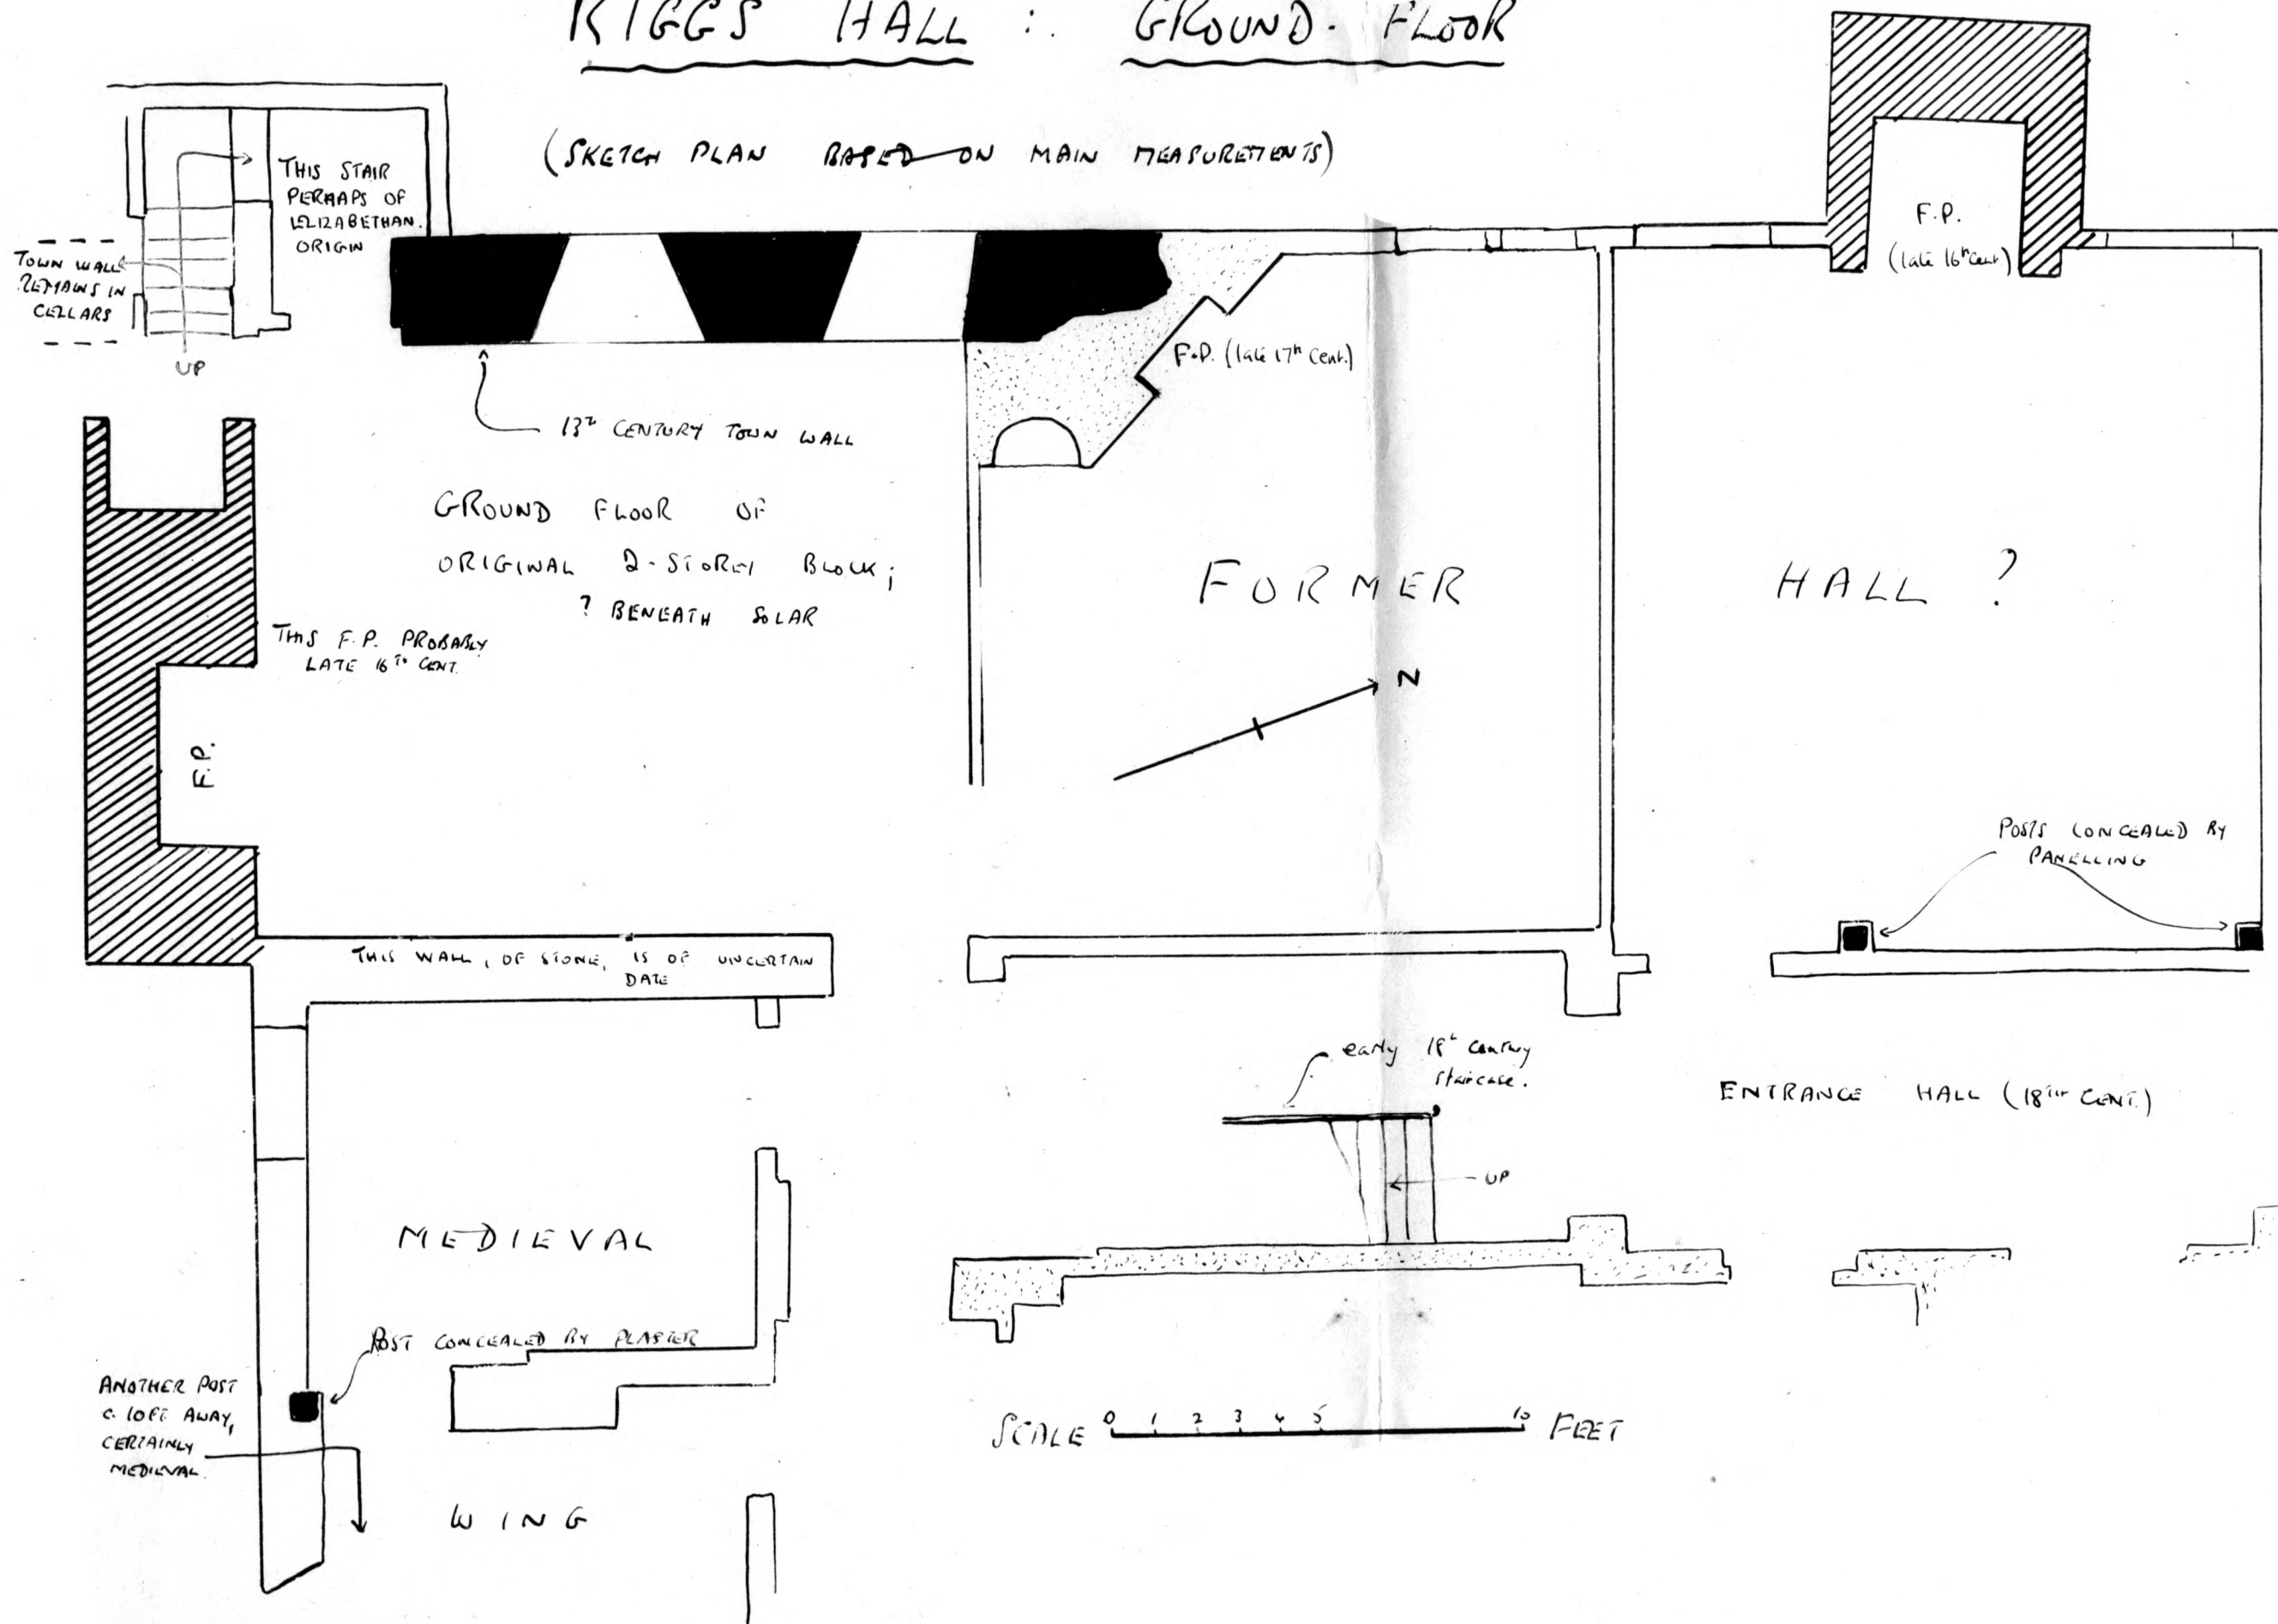 RIGGS HALL : GROUND. FLOOR
(SKETCH PLAN BASED ON MAIN MEASUREMENTS)
THIS STAIR
PERHAPS OF
ELIZABETHAN.
ORIGIN
TOWN WALL
REMAINS IN
CELLARS
UP
F.P.
(late 16th Cent.)
F.P. (late 17th Cent.)
13th CENTURY TOWN WALL
GROUND FLOOR OF
ORIGINAL 2-STOREY BLOCK;
? BENEATH SOLAR
FORMER HALL ?
THIS F.P. PROBABLY
LATE 16TH CENT.
F.P.
N
POSTS CONCEALED BY
PANELLING
THIS WALL, OF STONE, IS OF UNCERTAIN
DATE
early 18th Century
Staircase.
ENTRANCE HALL (18TH CENT.)
UP
MEDIEVAL
POST CONCEALED BY PLASTER
ANOTHER POST
c. 10FT AWAY,
CERTAINLY
MEDIEVAL.
SCALE 0 1 2 3 4 5 10 FEET
WING